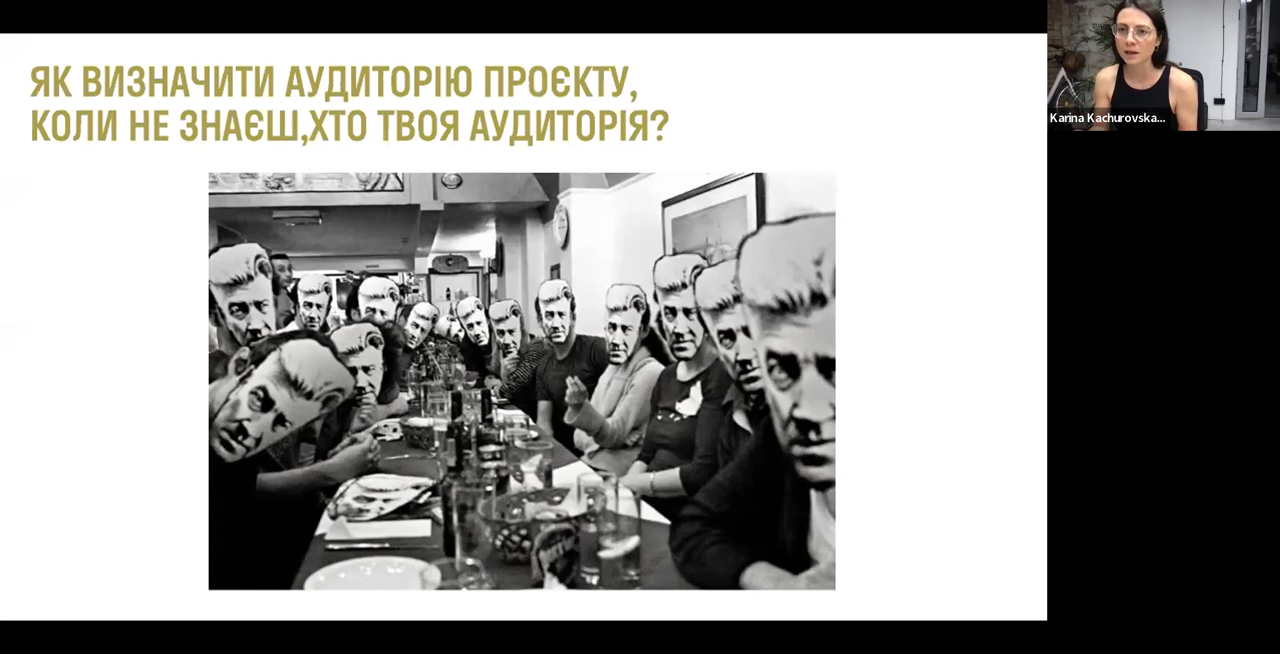 ЯК ВИЗНАЧИТИ АУДИТОРІЮ ПРОЄКТУ,
КОЛИ НЕ ЗНАЄШ,ХТО ТВОЯ АУДИТОРІЯ?
Karina Kachurovska...